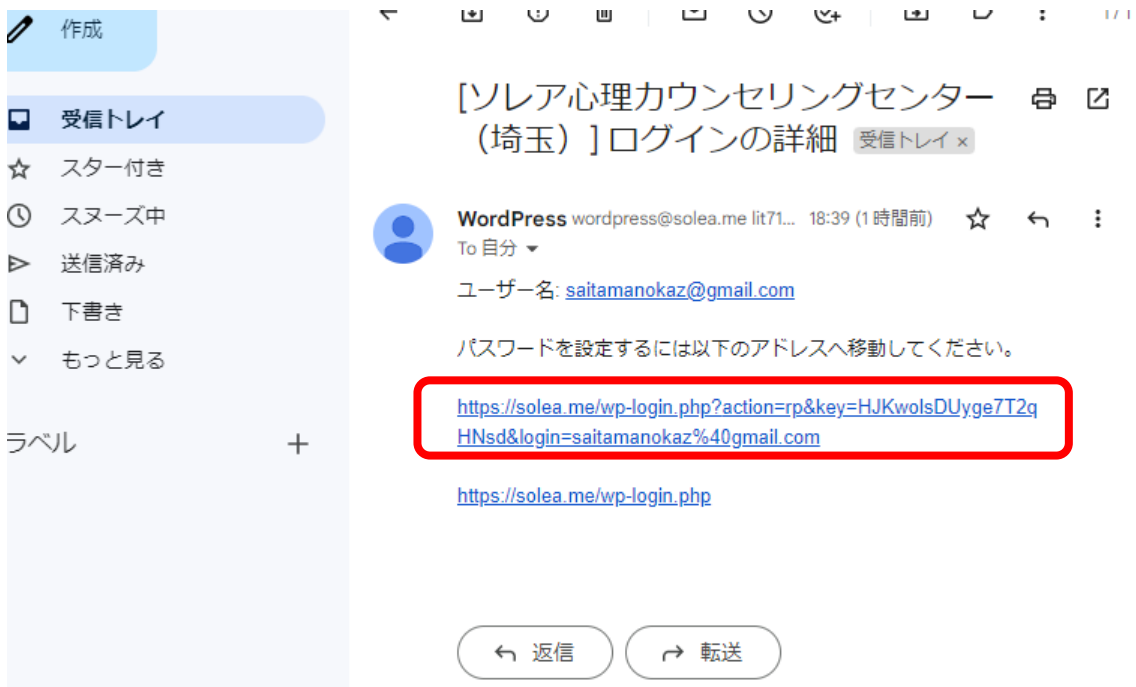 作成
受信トレイ
スター付き
スヌーズ中
送信済み
下書き
もっと見る
ラベル
[ソレア心理カウンセリングセンター
（埼玉）] ログインの詳細 受信トレイ ×
WordPress wordpress@solea.me lit71... 18:39 (1 時間前)
To 自分
ユーザー名: saitamanokaz@gmail.com
パスワードを設定するには以下のアドレスへ移動してください。
https://solea.me/wp-login.php?action=rp&key=HJKwolsDUyge7T2q
HNsd&login=saitamanokaz%40gmail.com
https://solea.me/wp-login.php
返信
転送